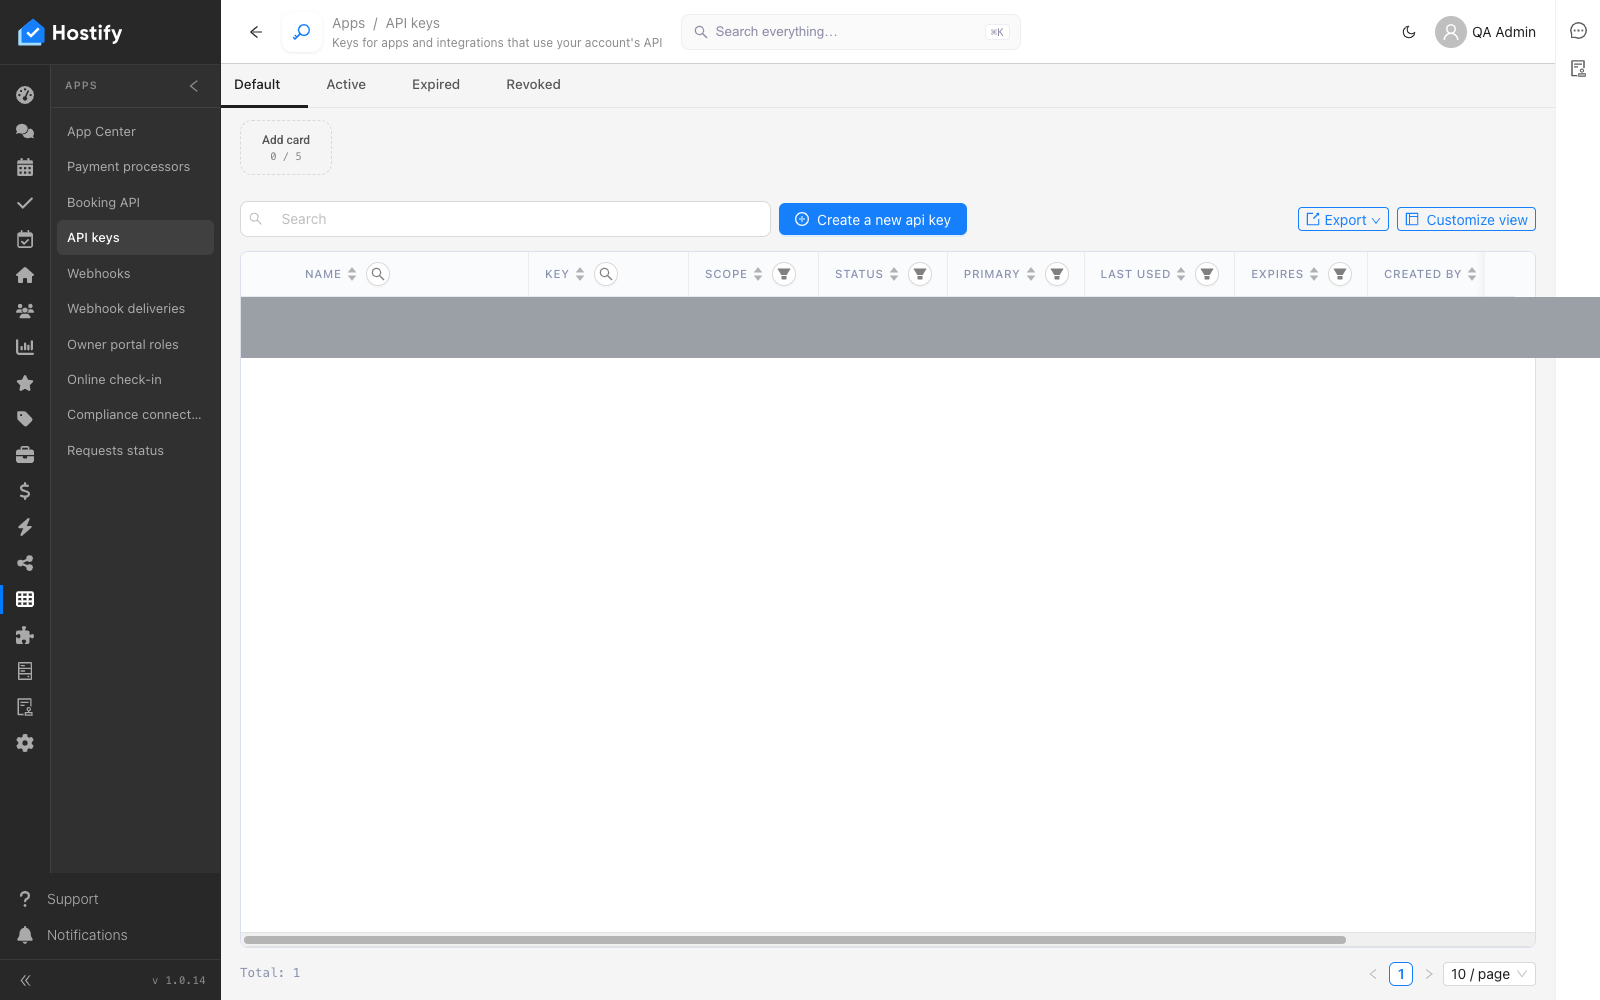 Hostify
Apps / API keys
Keys for apps and integrations that use your account's API
Search everything...
⌘K
QA Admin
APPS
App Center
Payment processors
Booking API
API keys
Webhooks
Webhook deliveries
Owner portal roles
Online check-in
Compliance connect...
Requests status
Support
Notifications
v 1.0.14
Default
Active
Expired
Revoked
Add card
0 / 5
Search
Create a new api key
Export
Customize view
NAME
KEY
SCOPE
STATUS
PRIMARY
LAST USED
EXPIRES
CREATED BY
Total: 1
1
10 / page